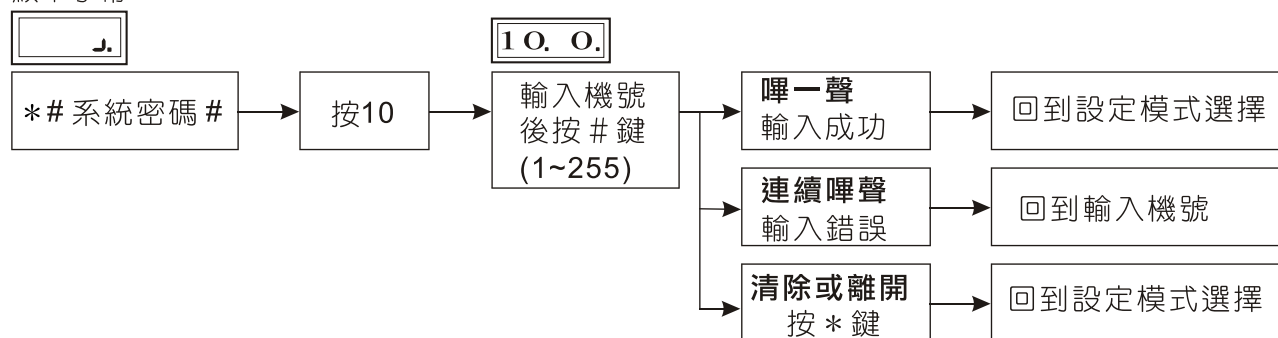 10. 0.
*#系統密碼#
按10
輸入機號
後按#鍵
(1~255)
嗶一聲
輸入成功
回到設定模式選擇
連續嗶聲
輸入錯誤
回到輸入機號
清除或離開
按*鍵
回到設定模式選擇